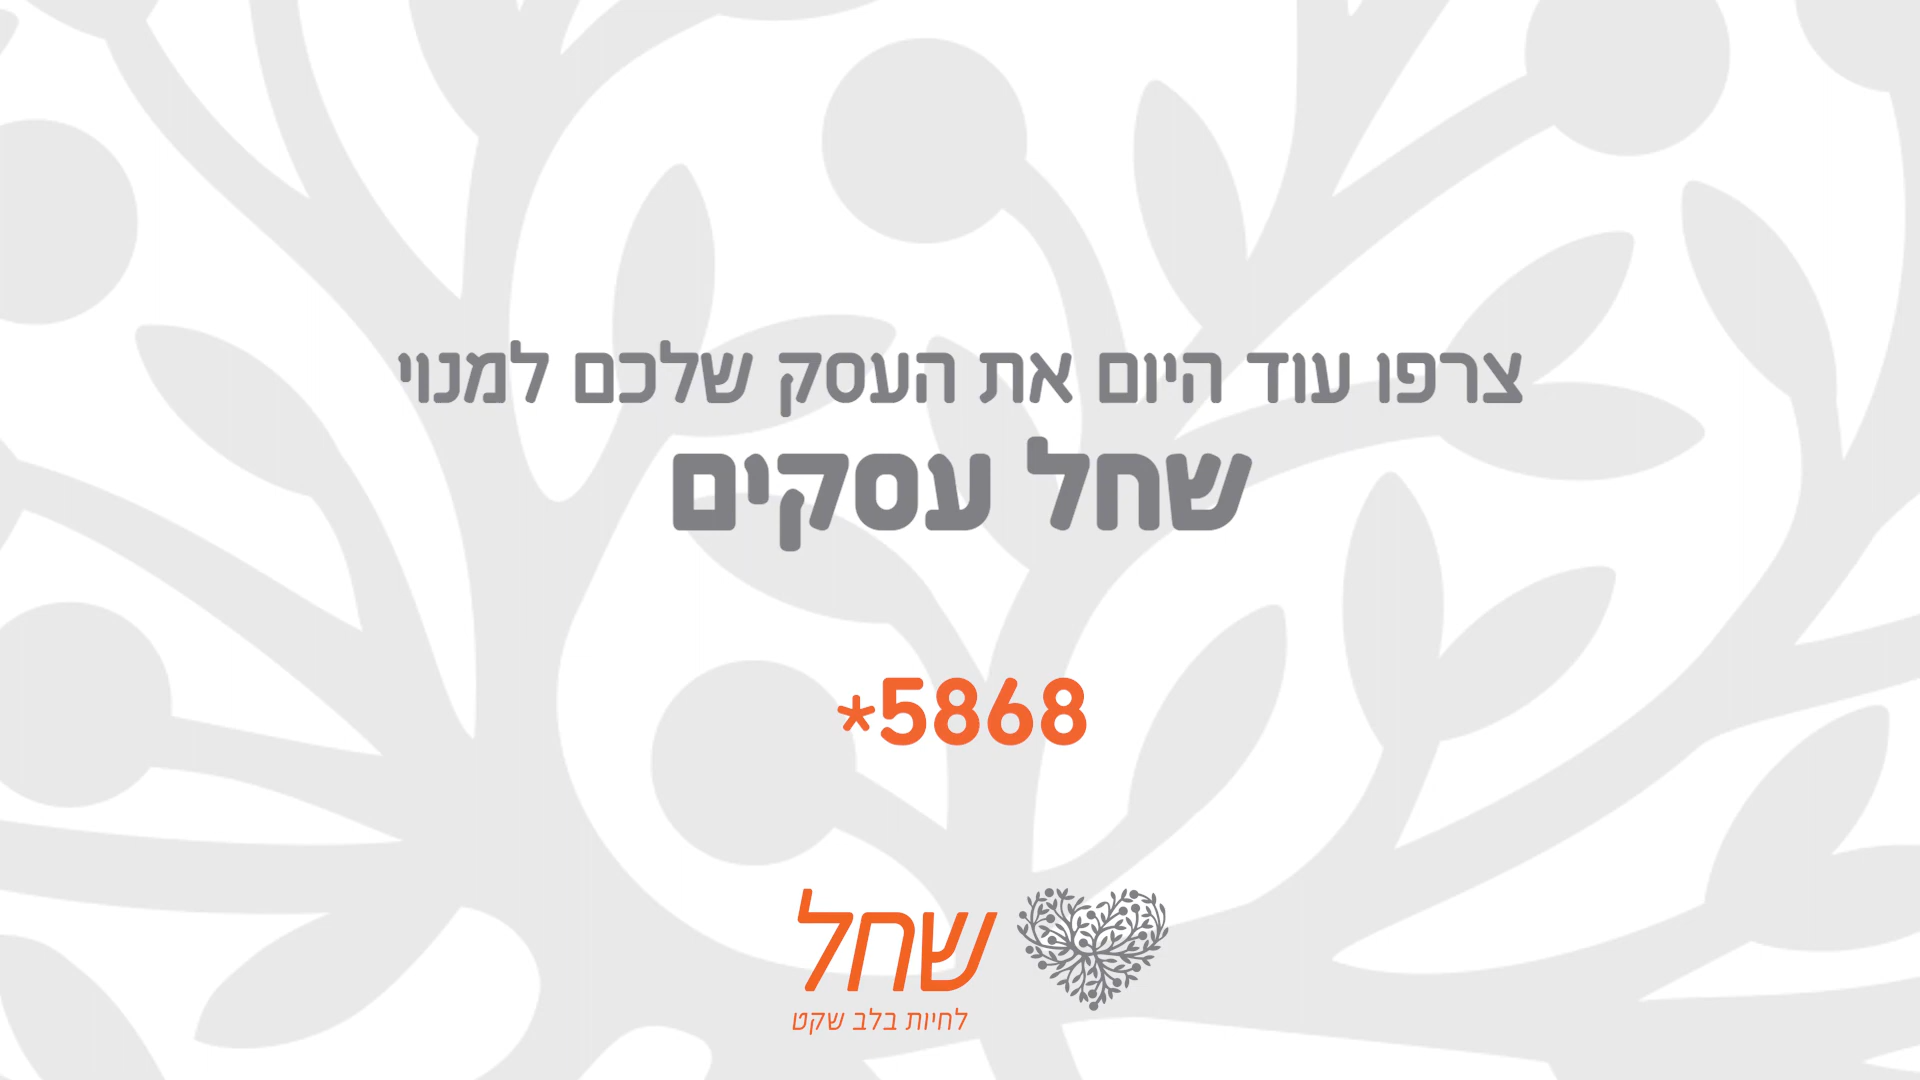 צרפו עוד היום את העסק שלכם למנוי
שחל עסקים
*5868
שחל
לחיות בלב שקט